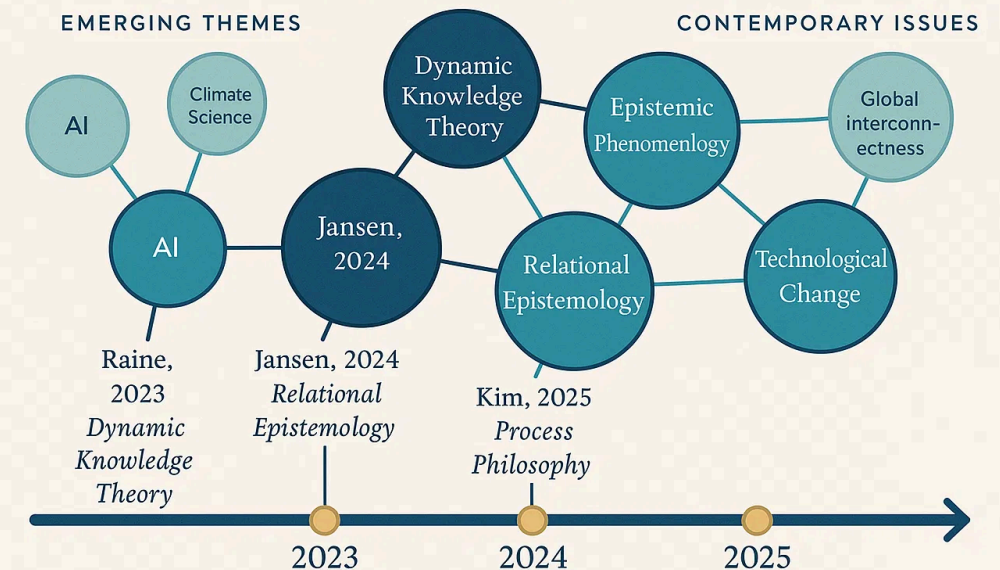 EMERGING THEMES
CONTEMPORARY ISSUES
AI
Climate
Science
Dynamic
Knowledge
Theory
Epistemic
Phenomenlogy
Global
interconn-
ectness
AI
Jansen,
2024
Relational
Epistemology
Technological
Change
Raine,
2023
Dynamic
Knowledge
Theory
Jansen, 2024
Relational
Epistemology
Kim, 2025
Process
Philosophy
2023
2024
2025